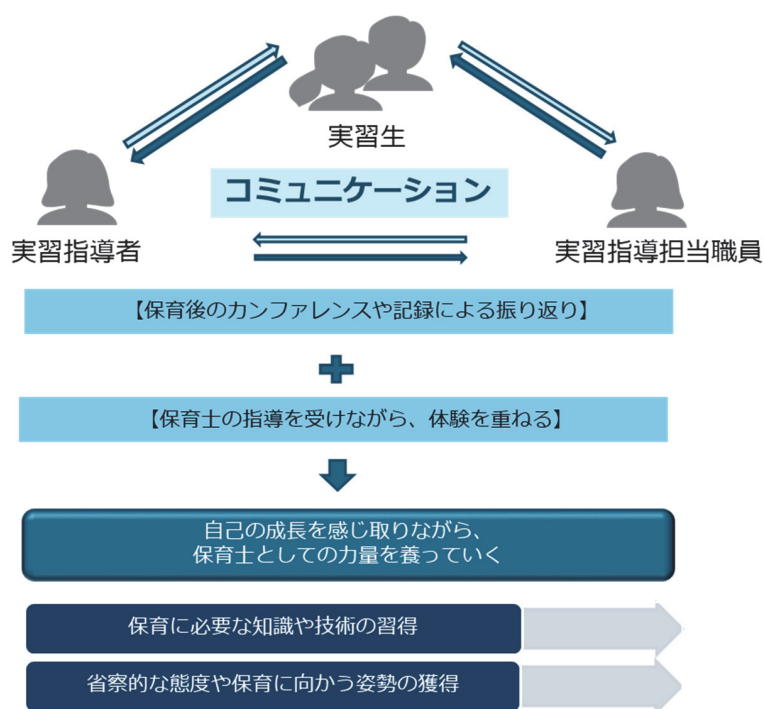 実習生
コミュニケーション
実習指導者
実習指導担当職員
【保育後のカンファレンスや記録による振り返り】
【保育士の指導を受けながら、体験を重ねる】
自己の成長を感じ取りながら、
保育士としての力量を養っていく
保育に必要な知識や技術の習得
省察的な態度や保育に向かう姿勢の獲得